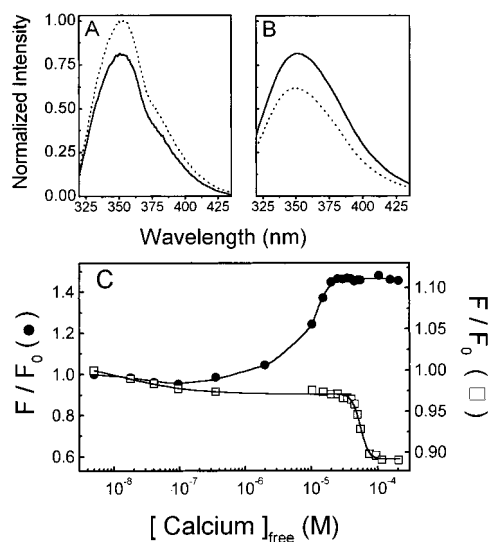 A
B
Normalized Intensity
1.00
0.75
0.50
0.25
0.00
325 350 375 400 425
325 350 375 400 425
Wavelength (nm)
C
F / F₀ (●)
1.4
1.2
1.0
0.8
0.6
1.10
1.05
1.00
0.95
0.90
F / F₀ (□)
10⁻⁸ 10⁻⁷ 10⁻⁶ 10⁻⁵ 10⁻⁴
[ Calcium ]free (M)